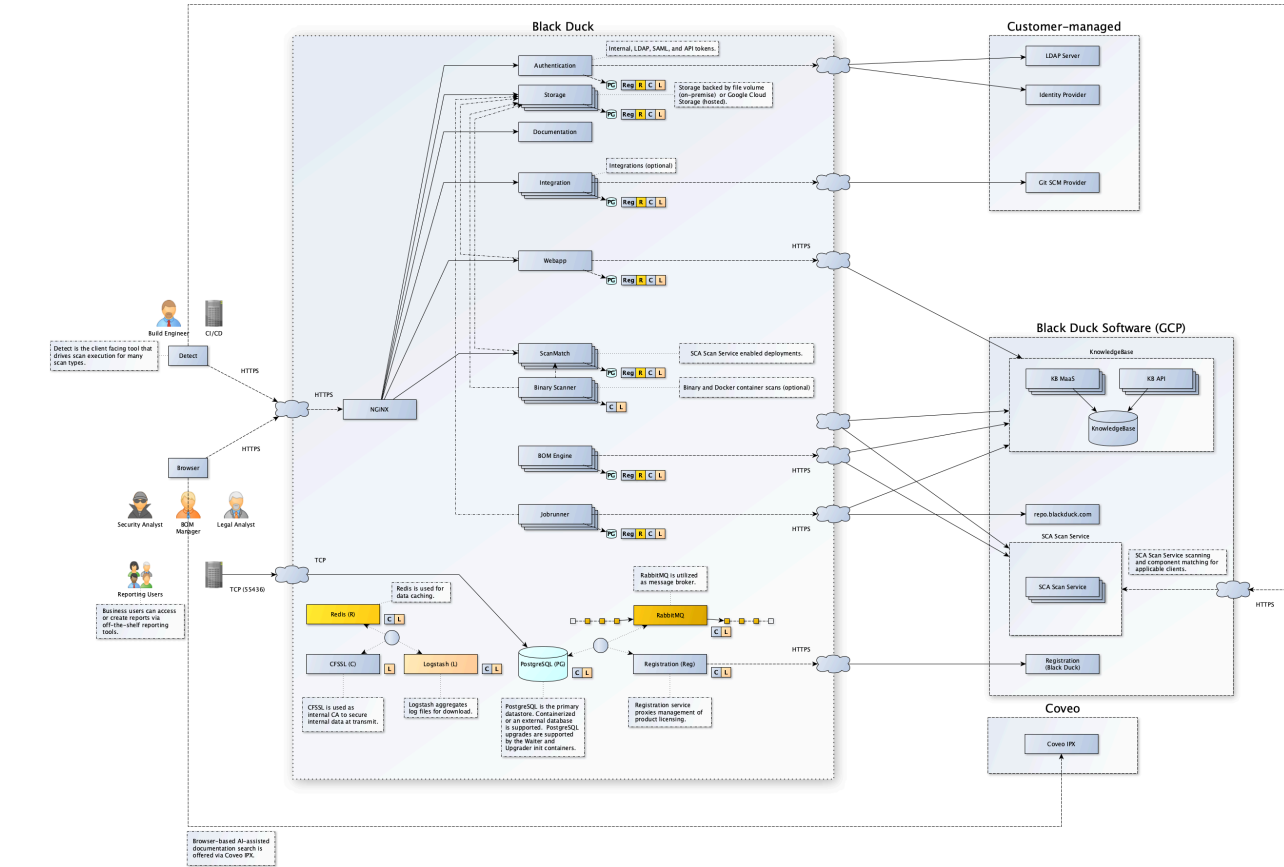 Black Duck
Customer-managed
Internal, LDAP, SAML, and API tokens.
Authentication
PG Reg R C L
Storage
Storage backed by file volume
(on-premise) or Google Cloud
Storage (hosted).
PG Reg R C L
Documentation
LDAP Server
Identity Provider
Integrations (optional)
Integration
PG Reg R C L
Git SCM Provider
HTTPS
Webapp
PG Reg R C L
Build Engineer
CI/CD
Detect is the client facing tool that
drives scan execution for many
scan types.
Detect
HTTPS
HTTPS
NGiNX
HTTPS
Browser
Security Analyst
BOM
Manager
Legal Analyst
ScanMatch
SCA Scan Service enabled deployments.
PG Reg R C L
Binary Scanner
Binary and Docker container scans (optional)
C L
BOM Engine
HTTPS
PG Reg R C L
Jobrunner
HTTPS
PG Reg R C L
Black Duck Software (GCP)
KnowledgeBase
KB MaaS
KB API
KnowledgeBase
repo.blackduck.com
SCA Scan Service
SCA Scan Service
SCA Scan Service scanning
and component matching for
applicable clients.
HTTPS
Reporting Users
TCP (55436)
TCP
Business users can access
or create reports via
off-the-shelf reporting
tools.
Redis is used for
data caching.
Redis (R)
C L
RabbitMQ is utilized
as message broker.
RabbitMQ
C L
CFSSL (C)
L
Logstash (L)
C L
PostgreSQL (PG)
C L
Registration (Reg)
C L
HTTPS
Registration
(Black Duck)
CFSSL is used as
internal CA to secure
internal data at transmit.
Logstash aggregates
log files for download.
PostgreSQL is the primary
datastore. Containerized
or an external database
is supported. PostgreSQL
upgrades are supported
by the Waiter and
Upgrader init containers.
Registration service
proxies management of
product licensing.
Coveo
Coveo IPX
Browser-based AI-assisted
documentation search is
offered via Coveo IPX.